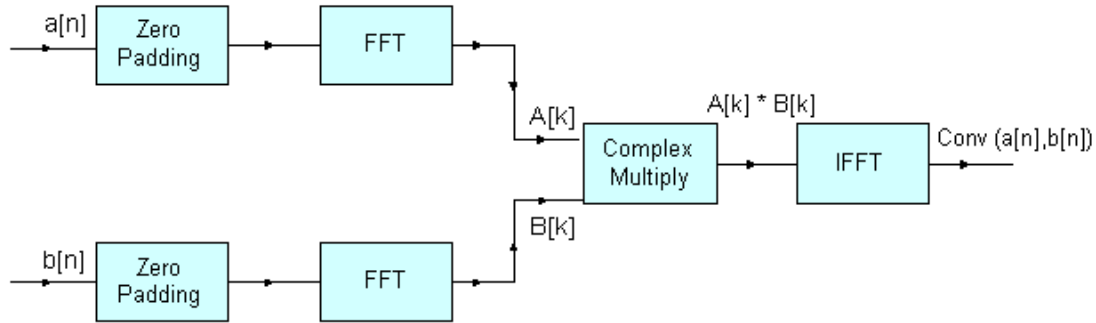 a[n]
Zero
Padding
FFT
A[k]
Complex
Multiply
A[k] * B[k]
IFFT
Conv (a[n],b[n])
B[k]
b[n]
Zero
Padding
FFT